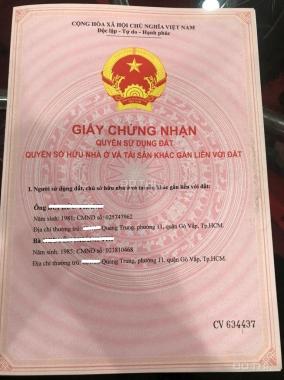 CỘNG HÒA XÃ HỘI CHỦ NGHĨA VIỆT NAM
Độc lập - Tự do - Hạnh phúc
GIẤY CHỨNG NHẬN
QUYỀN SỬ DỤNG ĐẤT
QUYỀN SỞ HỮU NHÀ Ở VÀ TÀI SẢN KHÁC GẮN LIỀN VỚI ĐẤT
I. Người sử dụng đất, chủ sở hữu nhà ở và tài sản khác gắn liền với đất:
Ông
Năm sinh: 1981; CMND số: 025747662
Địa chỉ thường trú: Quang Trung, phường 11, quận Gò Vấp, Tp.HCM.
Bà
Năm sinh: 1985; CMND số: 023810468
Địa chỉ thường trú: Quang Trung, phường 11, quận Gò Vấp, Tp.HCM.
CV 634437